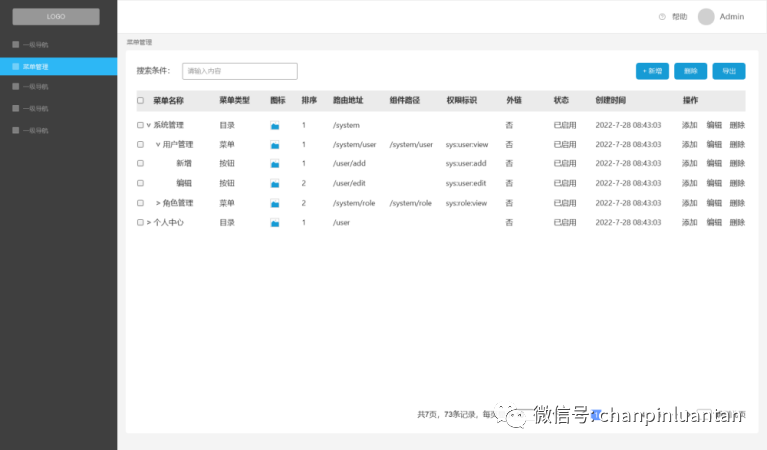 LOGO
帮助 Admin
一级导航
菜单管理
一级导航
一级导航
一级导航
菜单管理
搜索条件: 请输入内容 + 新增 删除 导出
菜单名称 菜单类型 图标 排序 路由地址 组件路径 权限标识 外链 状态 创建时间 操作
系统管理 目录 1 /system 否 已启用 2022-7-28 08:43:03 添加 编辑 删除
用户管理 菜单 1 /system/user /system/user sys:user:view 否 已启用 2022-7-28 08:43:03 添加 编辑 删除
新增 按钮 1 /user/add sys:user:add 否 已启用 2022-7-28 08:43:03 添加 编辑 删除
编辑 按钮 2 /user/edit sys:user:edit 否 已启用 2022-7-28 08:43:03 添加 编辑 删除
> 角色管理 菜单 2 /system/role /system/role sys:role:view 否 已启用 2022-7-28 08:43:03 添加 编辑 删除
> 个人中心 目录 1 /user 否 已启用 2022-7-28 08:43:03 添加 编辑 删除
共7页，73条记录，每页
微信号: chanpinluantan